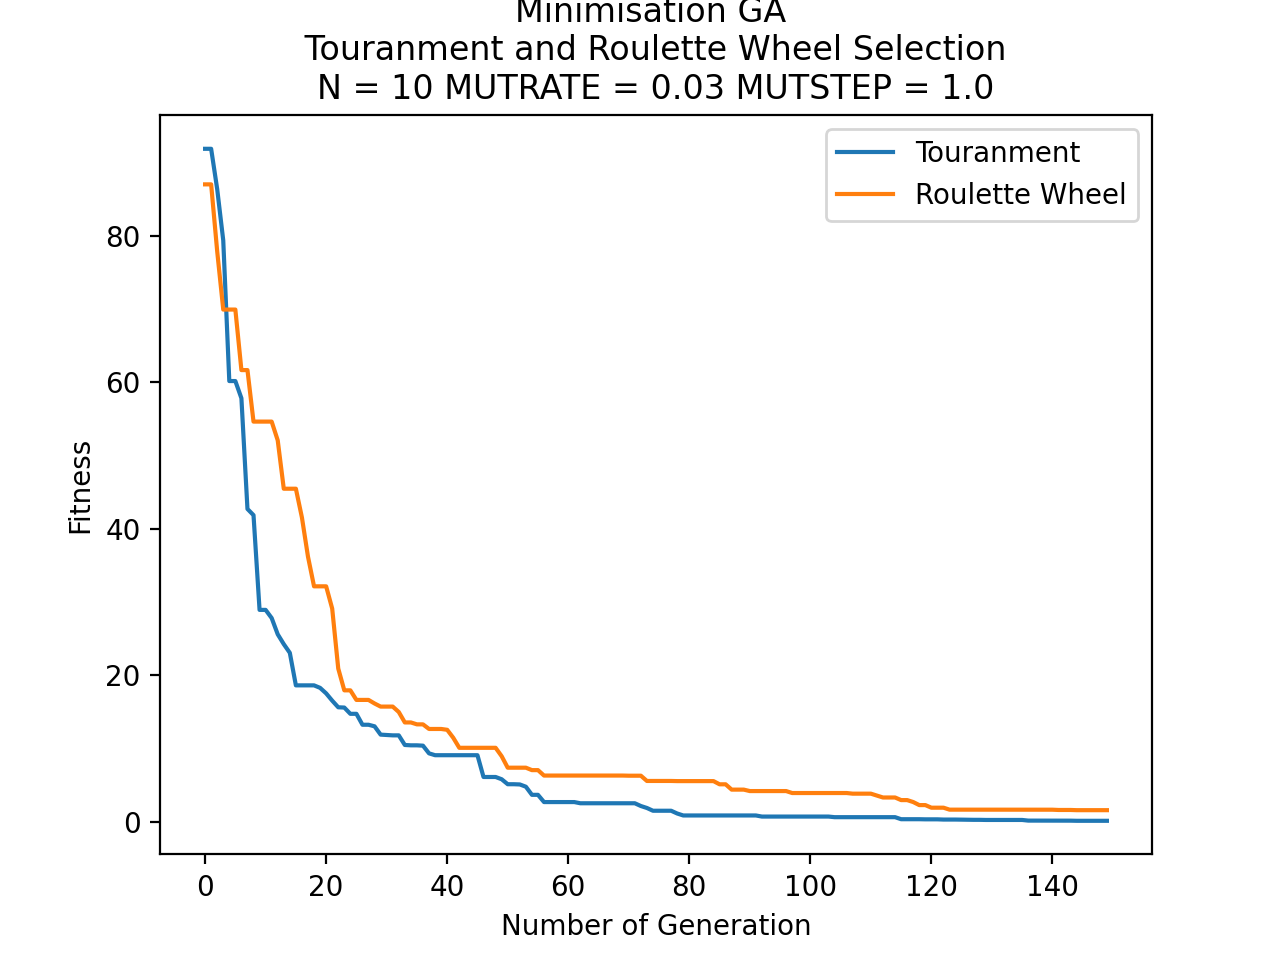 Minimisation GA
Touranment and Roulette Wheel Selection
N = 10 MUTRATE = 0.03 MUTSTEP = 1.0
Touranment
Roulette Wheel
80
60
40
20
0
Fitness
0 20 40 60 80 100 120 140
Number of Generation